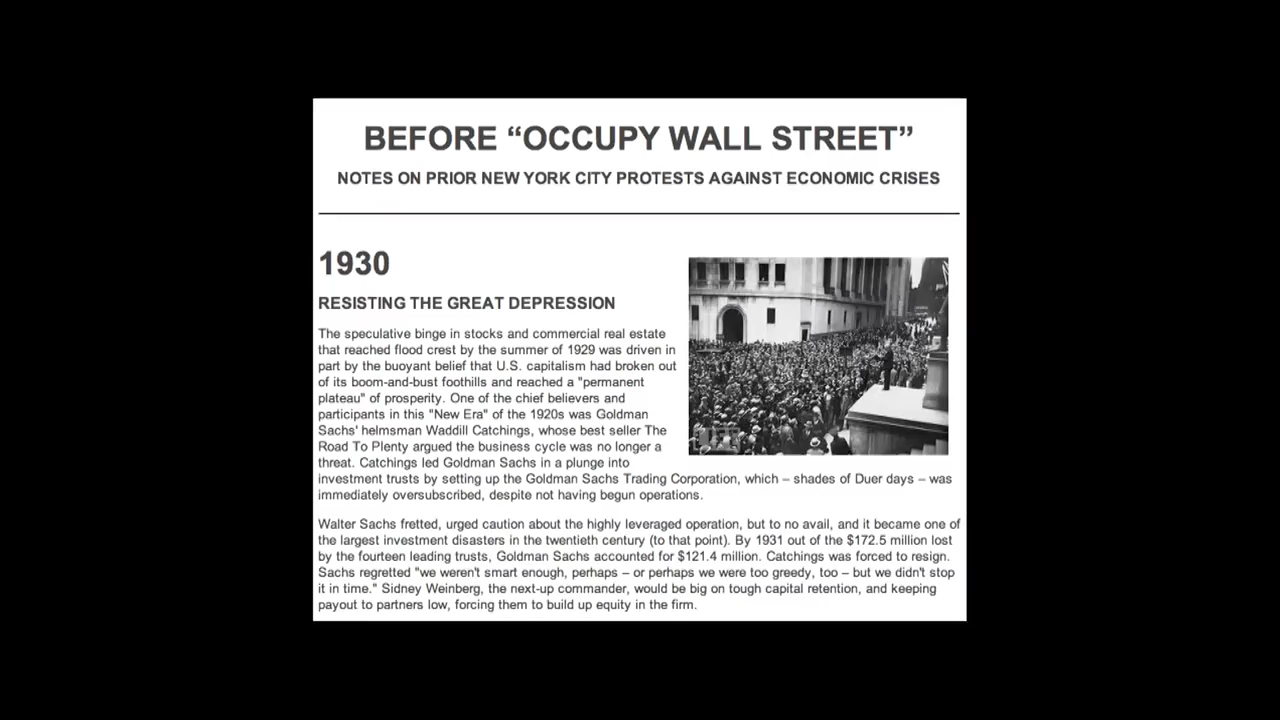 BEFORE “OCCUPY WALL STREET”
NOTES ON PRIOR NEW YORK CITY PROTESTS AGAINST ECONOMIC CRISES
1930
RESISTING THE GREAT DEPRESSION
The speculative binge in stocks and commercial real estate
that reached flood crest by the summer of 1929 was driven in
part by the buoyant belief that U.S. capitalism had broken out
of its boom-and-bust foothills and reached a "permanent
plateau" of prosperity. One of the chief believers and
participants in this "New Era" of the 1920s was Goldman
Sachs' helmsman Waddill Catchings, whose best seller The
Road To Plenty argued the business cycle was no longer a
threat. Catchings led Goldman Sachs in a plunge into
investment trusts by setting up the Goldman Sachs Trading Corporation, which – shades of Duer days – was
immediately oversubscribed, despite not having begun operations.
Walter Sachs fretted, urged caution about the highly leveraged operation, but to no avail, and it became one of
the largest investment disasters in the twentieth century (to that point). By 1931 out of the $172.5 million lost
by the fourteen leading trusts, Goldman Sachs accounted for $121.4 million. Catchings was forced to resign.
Sachs regretted "we weren't smart enough, perhaps – or perhaps we were too greedy, too – but we didn't stop
it in time." Sidney Weinberg, the next-up commander, would be big on tough capital retention, and keeping
payout to partners low, forcing them to build up equity in the firm.